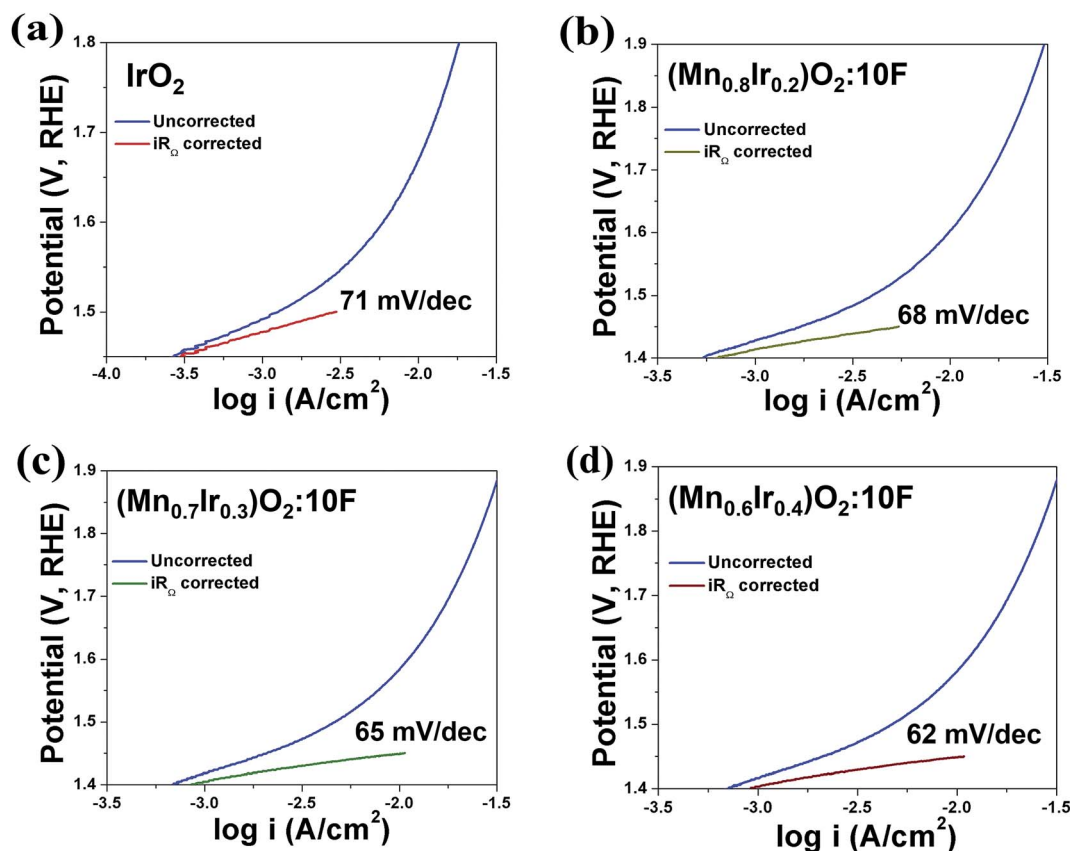 (a)
IrO₂
Uncorrected
iR_Ω corrected
71 mV/dec
Potential (V, RHE)
1.8
1.7
1.6
1.5
-4.0 -3.5 -3.0 -2.5 -2.0 -1.5
log i (A/cm²)
(b)
(Mn₀.₈Ir₀.₂)O₂:10F
Uncorrected
iR_Ω corrected
68 mV/dec
Potential (V, RHE)
1.9
1.8
1.7
1.6
1.5
1.4
-3.5 -3.0 -2.5 -2.0 -1.5
log i (A/cm²)
(c)
(Mn₀.₇Ir₀.₃)O₂:10F
Uncorrected
iR_Ω corrected
65 mV/dec
Potential (V, RHE)
1.9
1.8
1.7
1.6
1.5
1.4
-3.5 -3.0 -2.5 -2.0 -1.5
log i (A/cm²)
(d)
(Mn₀.₆Ir₀.₄)O₂:10F
Uncorrected
iR_Ω corrected
62 mV/dec
Potential (V, RHE)
1.9
1.8
1.7
1.6
1.5
1.4
-3.5 -3.0 -2.5 -2.0 -1.5
log i (A/cm²)